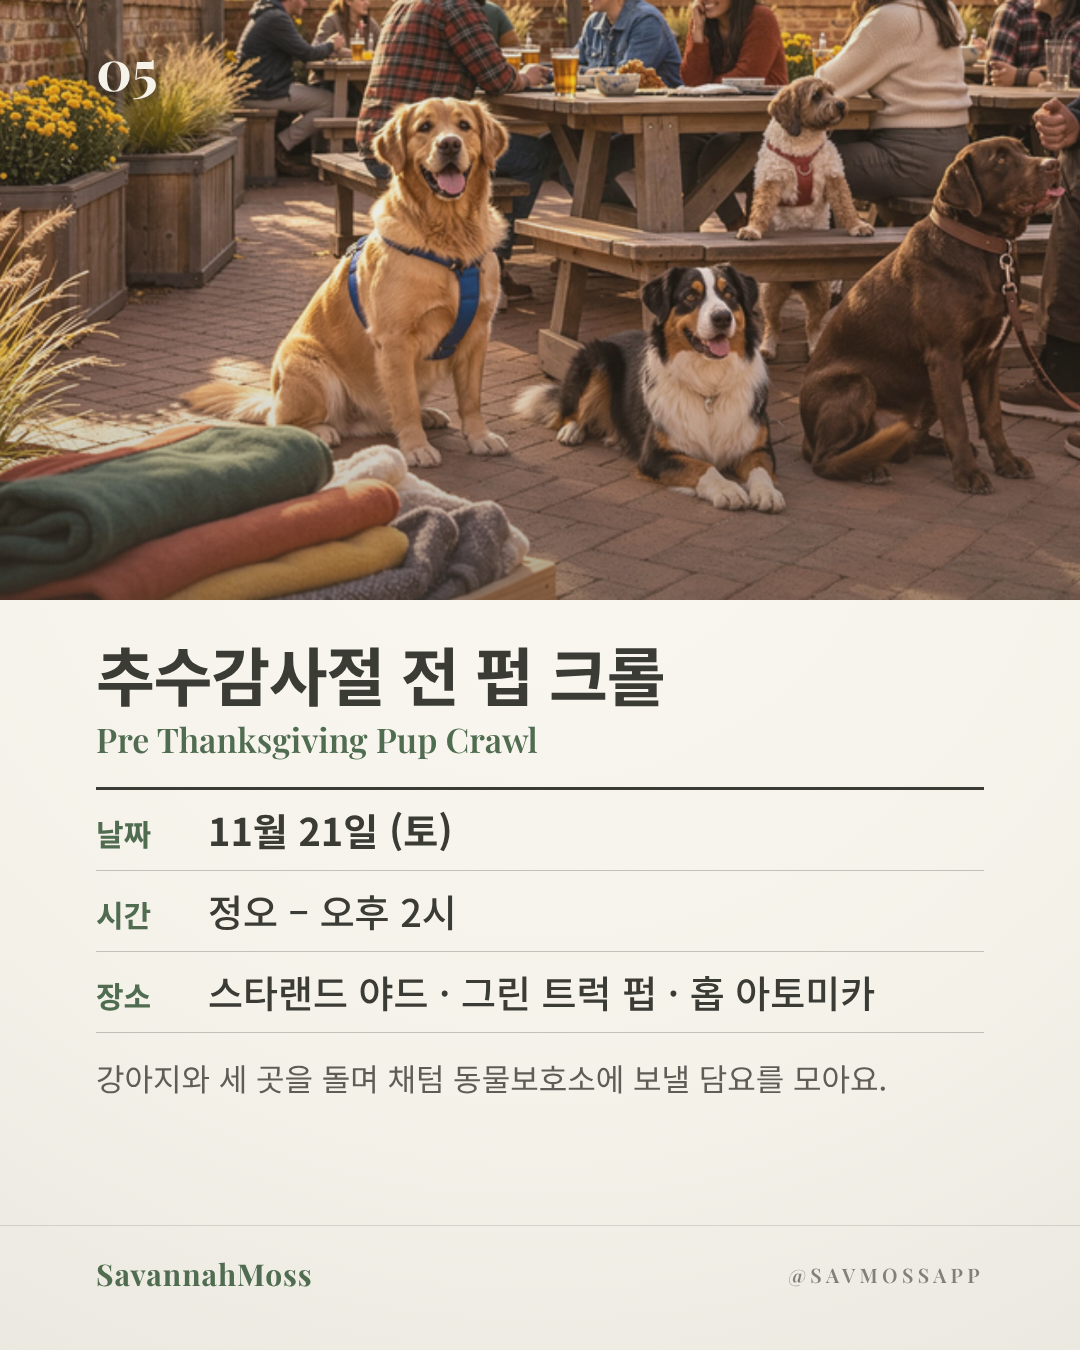 05
추수감사절 전 펍 크롤
Pre Thanksgiving Pup Crawl
날짜 11월 21일 (토)
시간 정오 – 오후 2시
장소 스타랜드 야드 · 그린 트럭 펍 · 홉 아토미카
강아지와 세 곳을 돌며 채텀 동물보호소에 보낼 담요를 모아요.
SavannahMoss
@SAVMOSSAPP